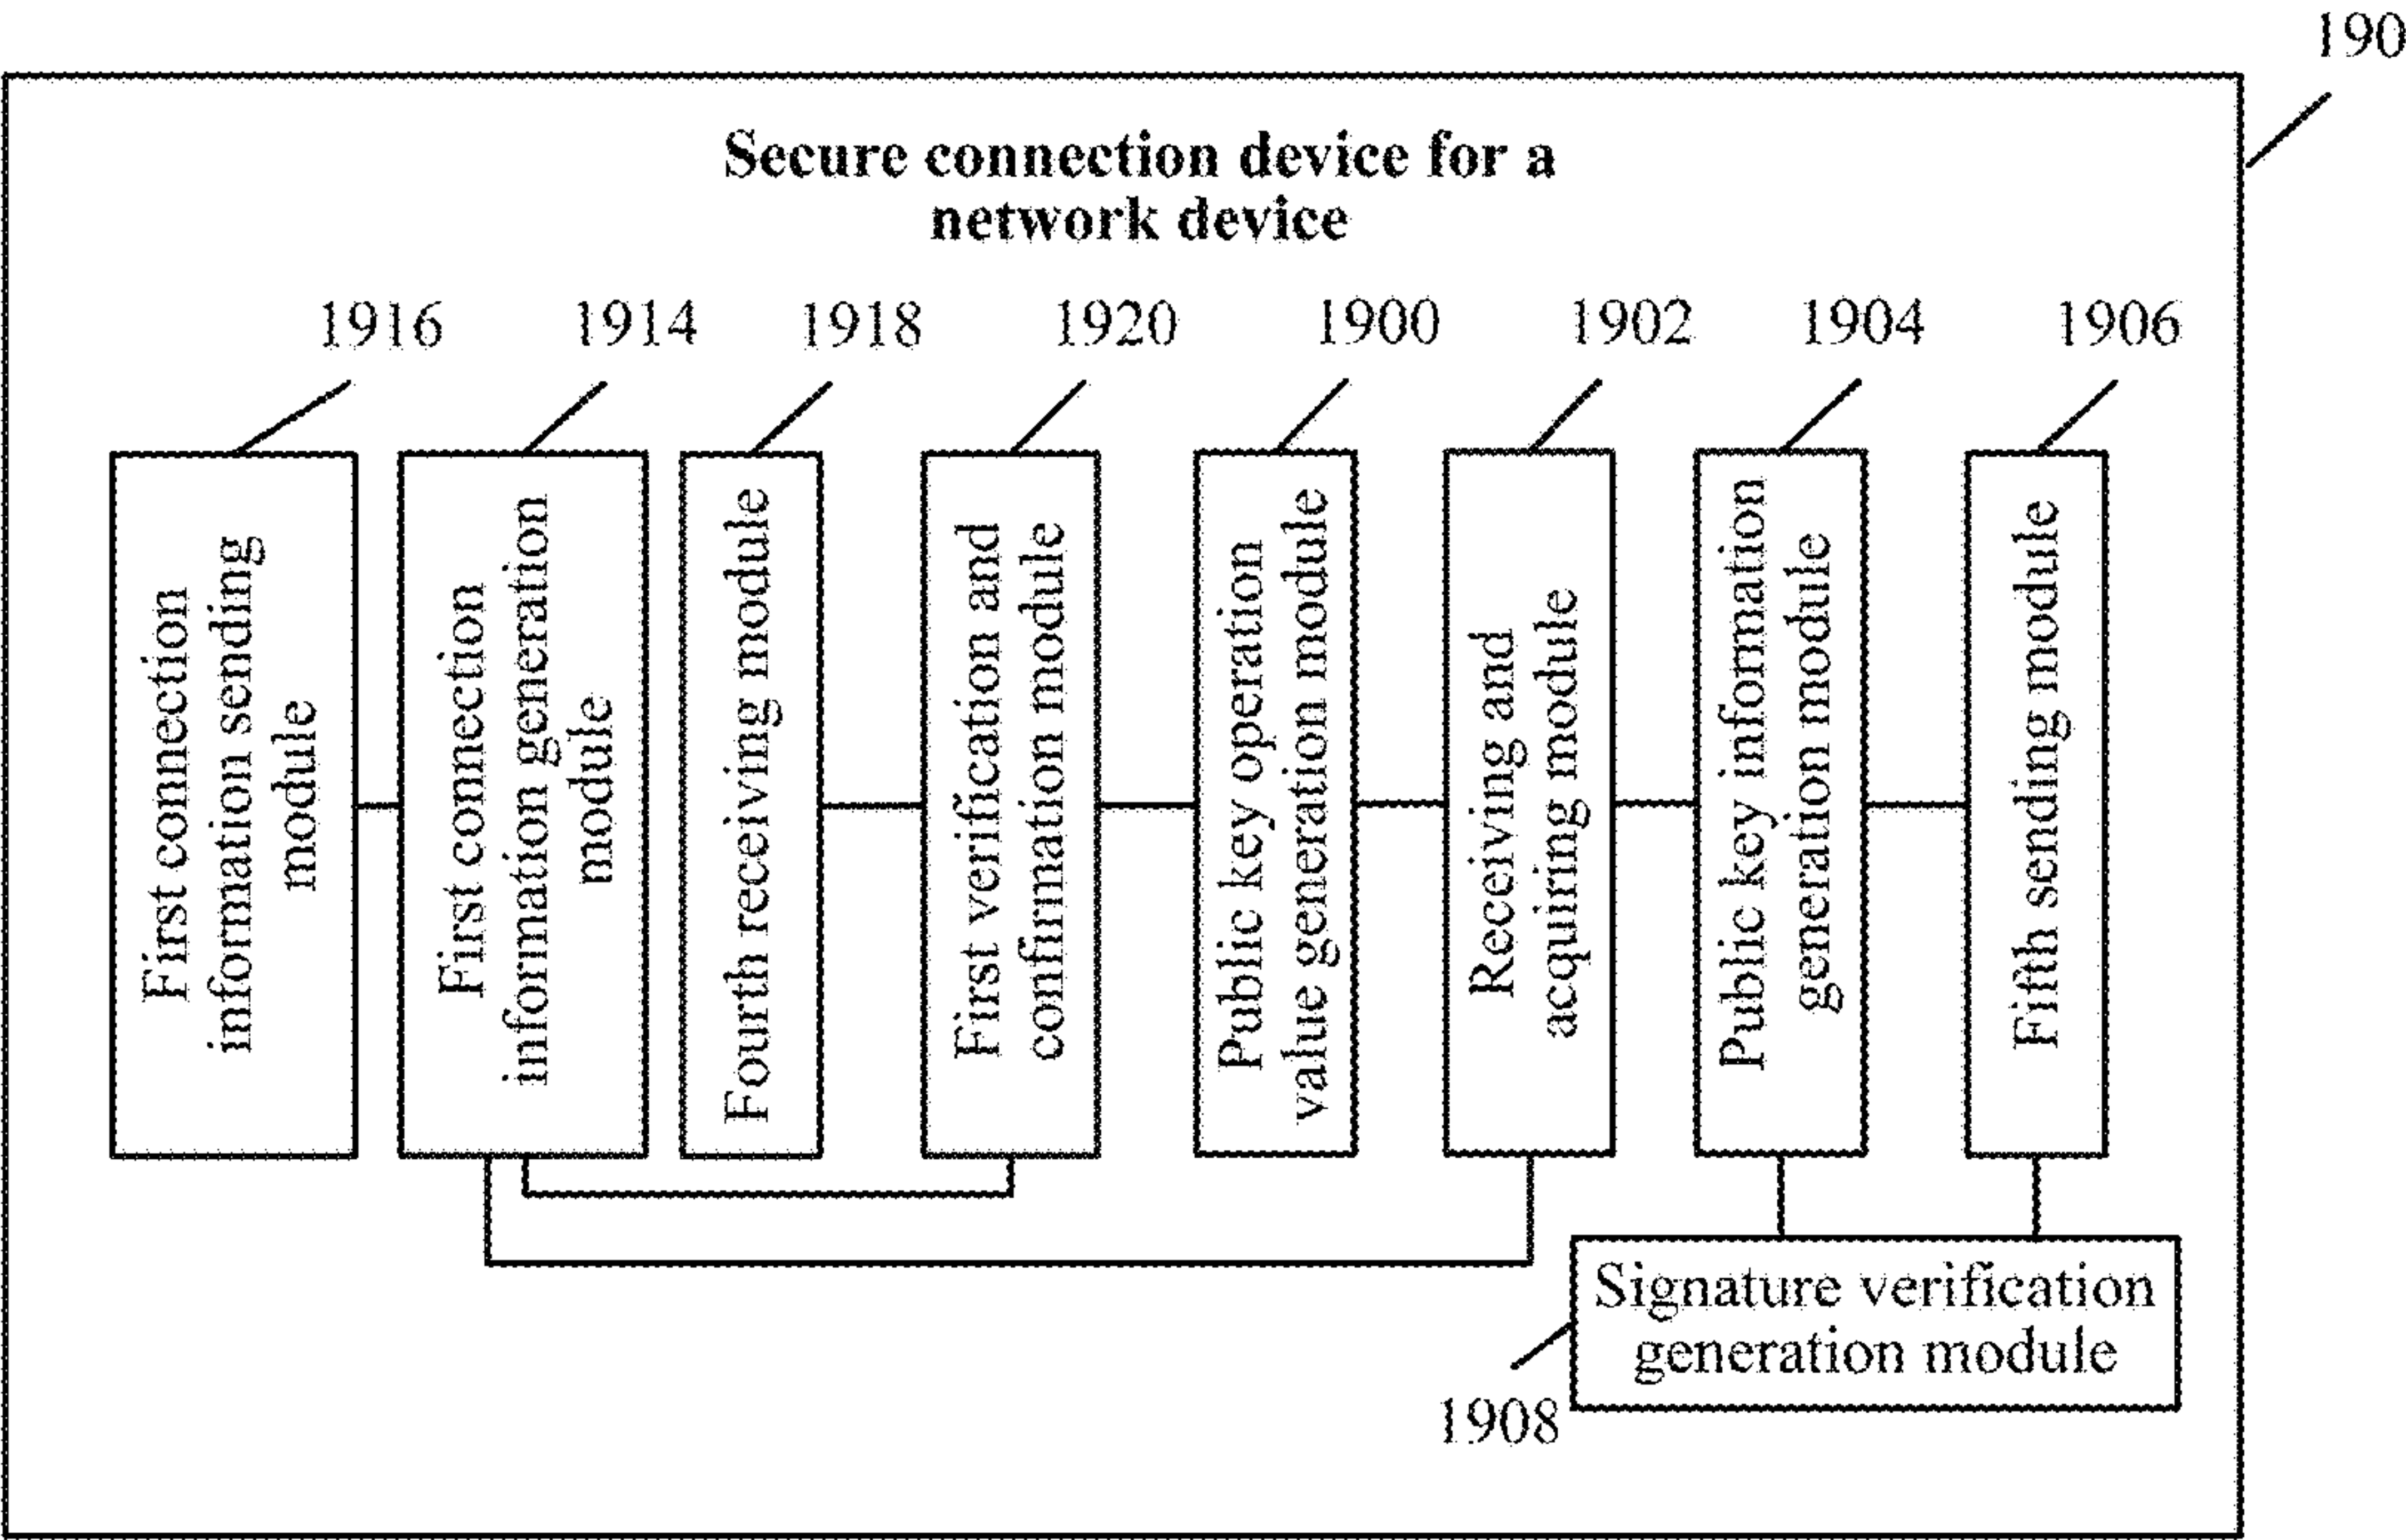 190
Secure connection device for a
network device
1916
1914
1918
1920
1900
1902
1904
1906
First connection
information sending
module
First connection
information generation
module
Fourth receiving module
First verification and
confirmation module
Public key operation
value generation module
Receiving and
acquiring module
Public key information
generation module
Fifth sending module
Signature verification
generation module
1908